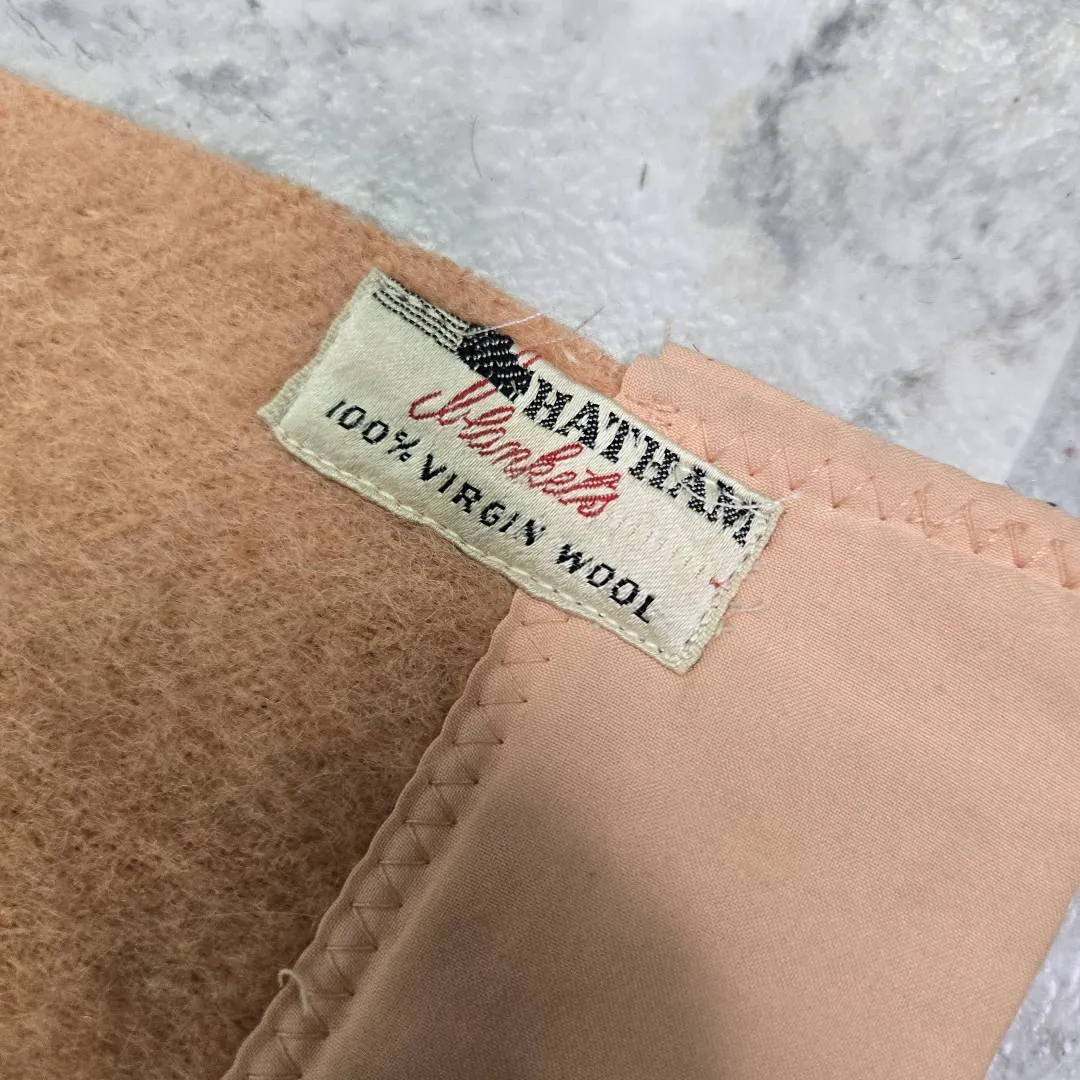 CHATHAM
blankets
100% VIRGIN WOOL